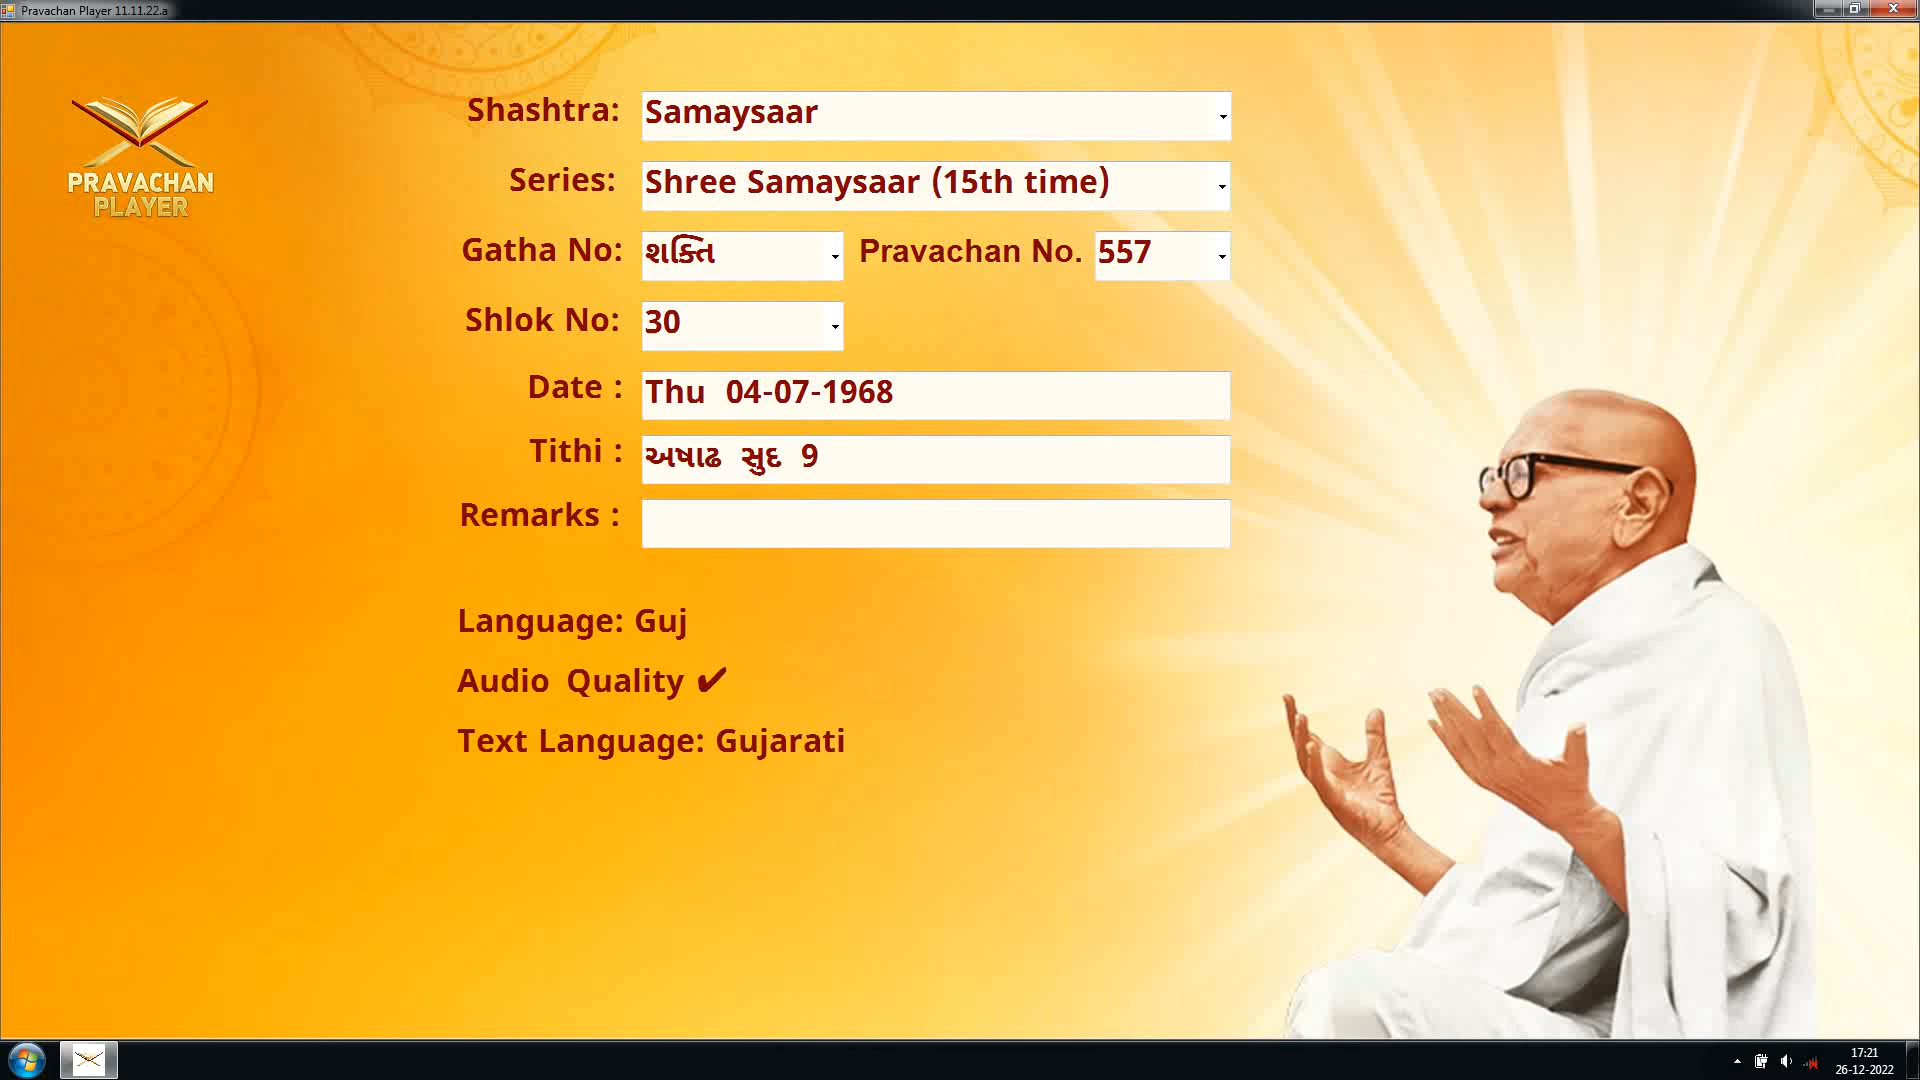 Pravachan Player 11.11.22.a
PRAVACHAN
PLAYER
Shashtra: Samaysaar
Series: Shree Samaysaar (15th time)
Gatha No: શક્તિ Pravachan No. 557
Shlok No: 30
Date : Thu 04-07-1968
Tithi : અષાઢ સુદ 9
Remarks :
Language: Guj
Audio Quality ✔
Text Language: Gujarati
17:21
26-12-2022